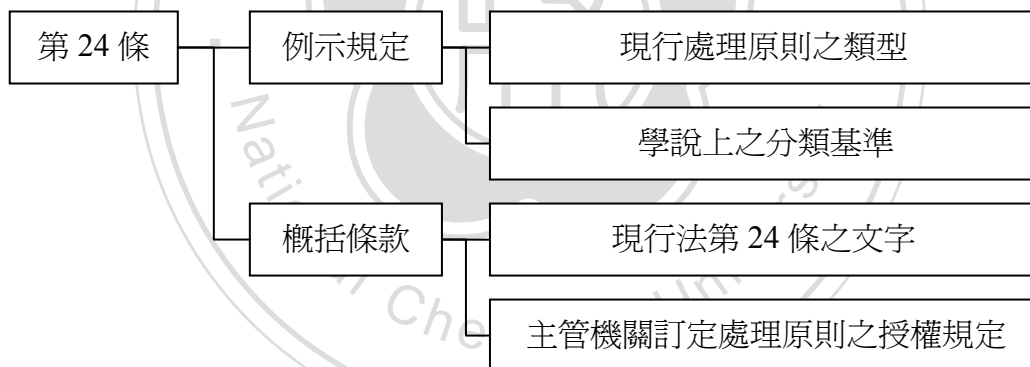 第 24 條
例示規定
現行處理原則之類型
學說上之分類基準
概括條款
現行法第 24 條之文字
主管機關訂定處理原則之授權規定